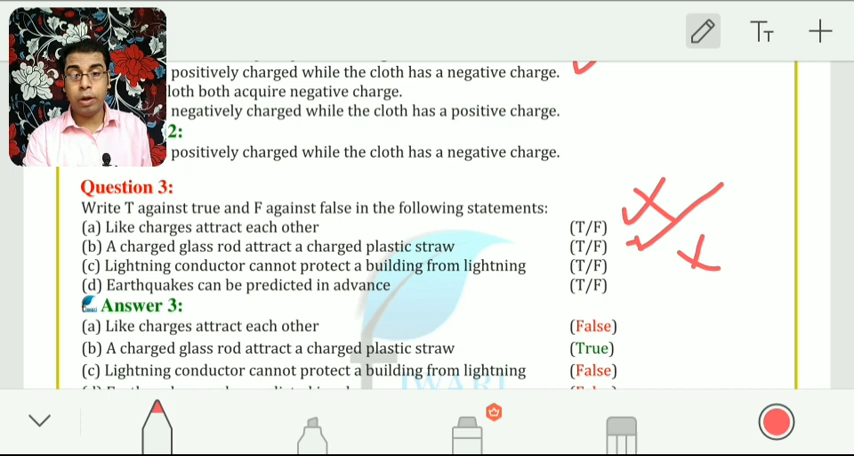 positively charged while the cloth has a negative charge.
loth both acquire negative charge.
negatively charged while the cloth has a positive charge.
2:
positively charged while the cloth has a negative charge.
Question 3:
Write T against true and F against false in the following statements:
(a) Like charges attract each other (T/F)
(b) A charged glass rod attract a charged plastic straw (T/F)
(c) Lightning conductor cannot protect a building from lightning (T/F)
(d) Earthquakes can be predicted in advance (T/F)
Answer 3:
(a) Like charges attract each other (False)
(b) A charged glass rod attract a charged plastic straw (True)
(c) Lightning conductor cannot protect a building from lightning (False)
IWARI